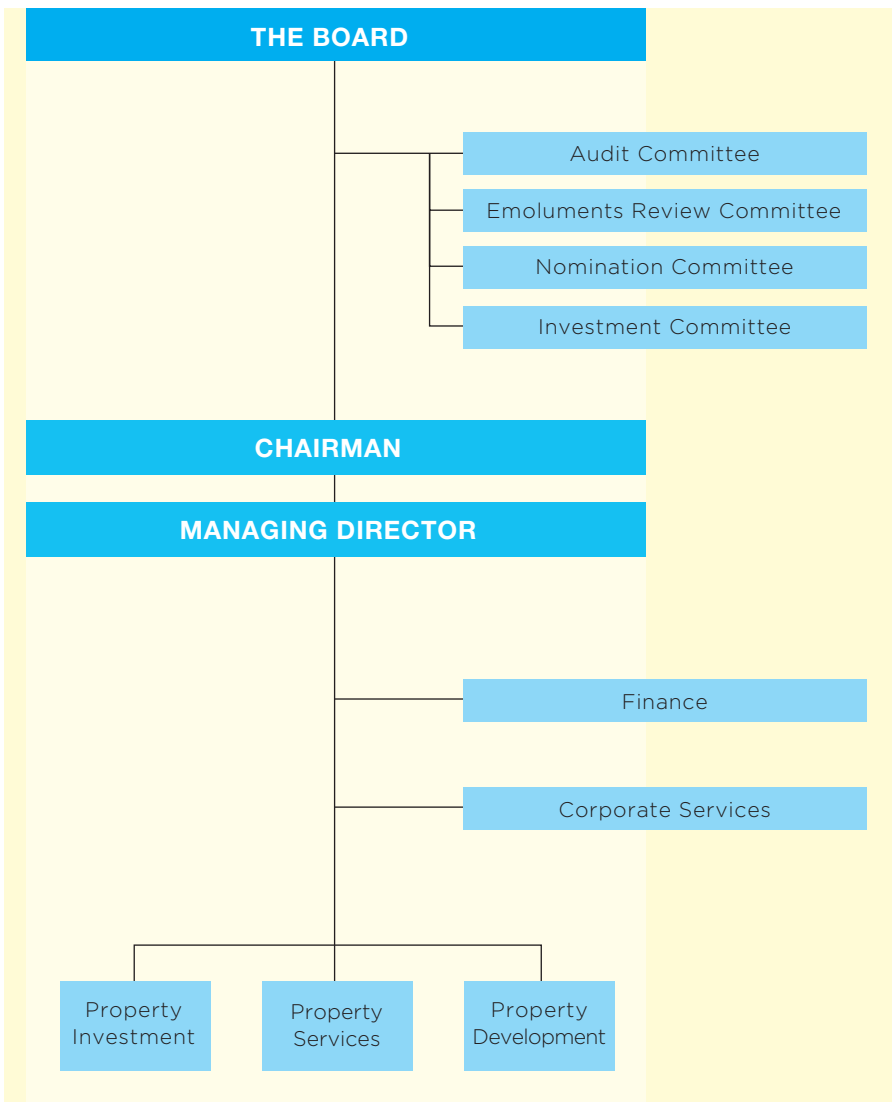 THE BOARD
Audit Committee
Emoluments Review Committee
Nomination Committee
Investment Committee
CHAIRMAN
MANAGING DIRECTOR
Finance
Corporate Services
Property
Investment
Property
Services
Property
Development